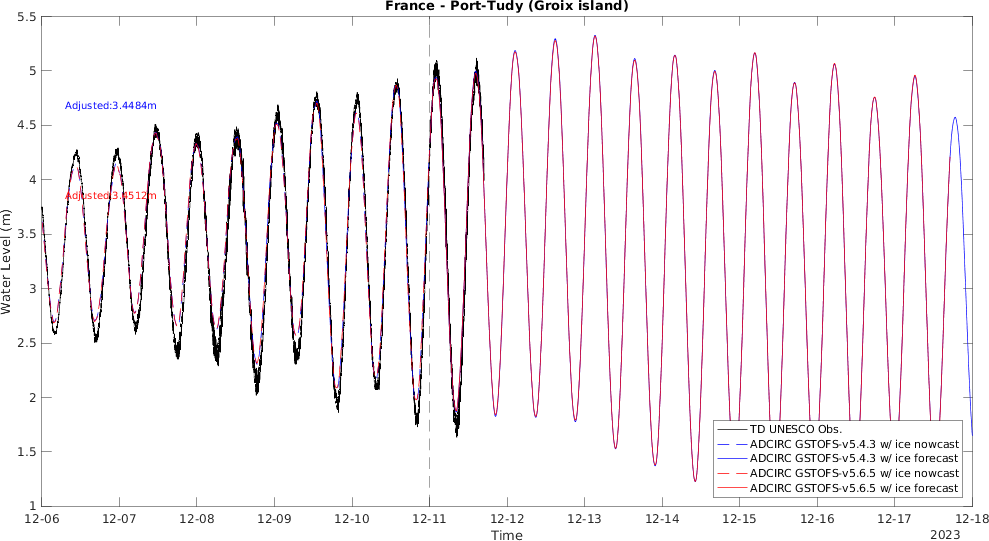 France - Port-Tudy (Groix island)
5.5
5
4.5
4
3.5
3
2.5
2
1.5
1
Water Level (m)
Adjusted:3.4484m
Adjusted:3.4512m
TD UNESCO Obs.
ADCIRC GSTOFS-v5.4.3 w/ ice nowcast
ADCIRC GSTOFS-v5.4.3 w/ ice forecast
ADCIRC GSTOFS-v5.6.5 w/ ice nowcast
ADCIRC GSTOFS-v5.6.5 w/ ice forecast
12-06 12-07 12-08 12-09 12-10 12-11 12-12 12-13 12-14 12-15 12-16 12-17 12-18
Time
2023